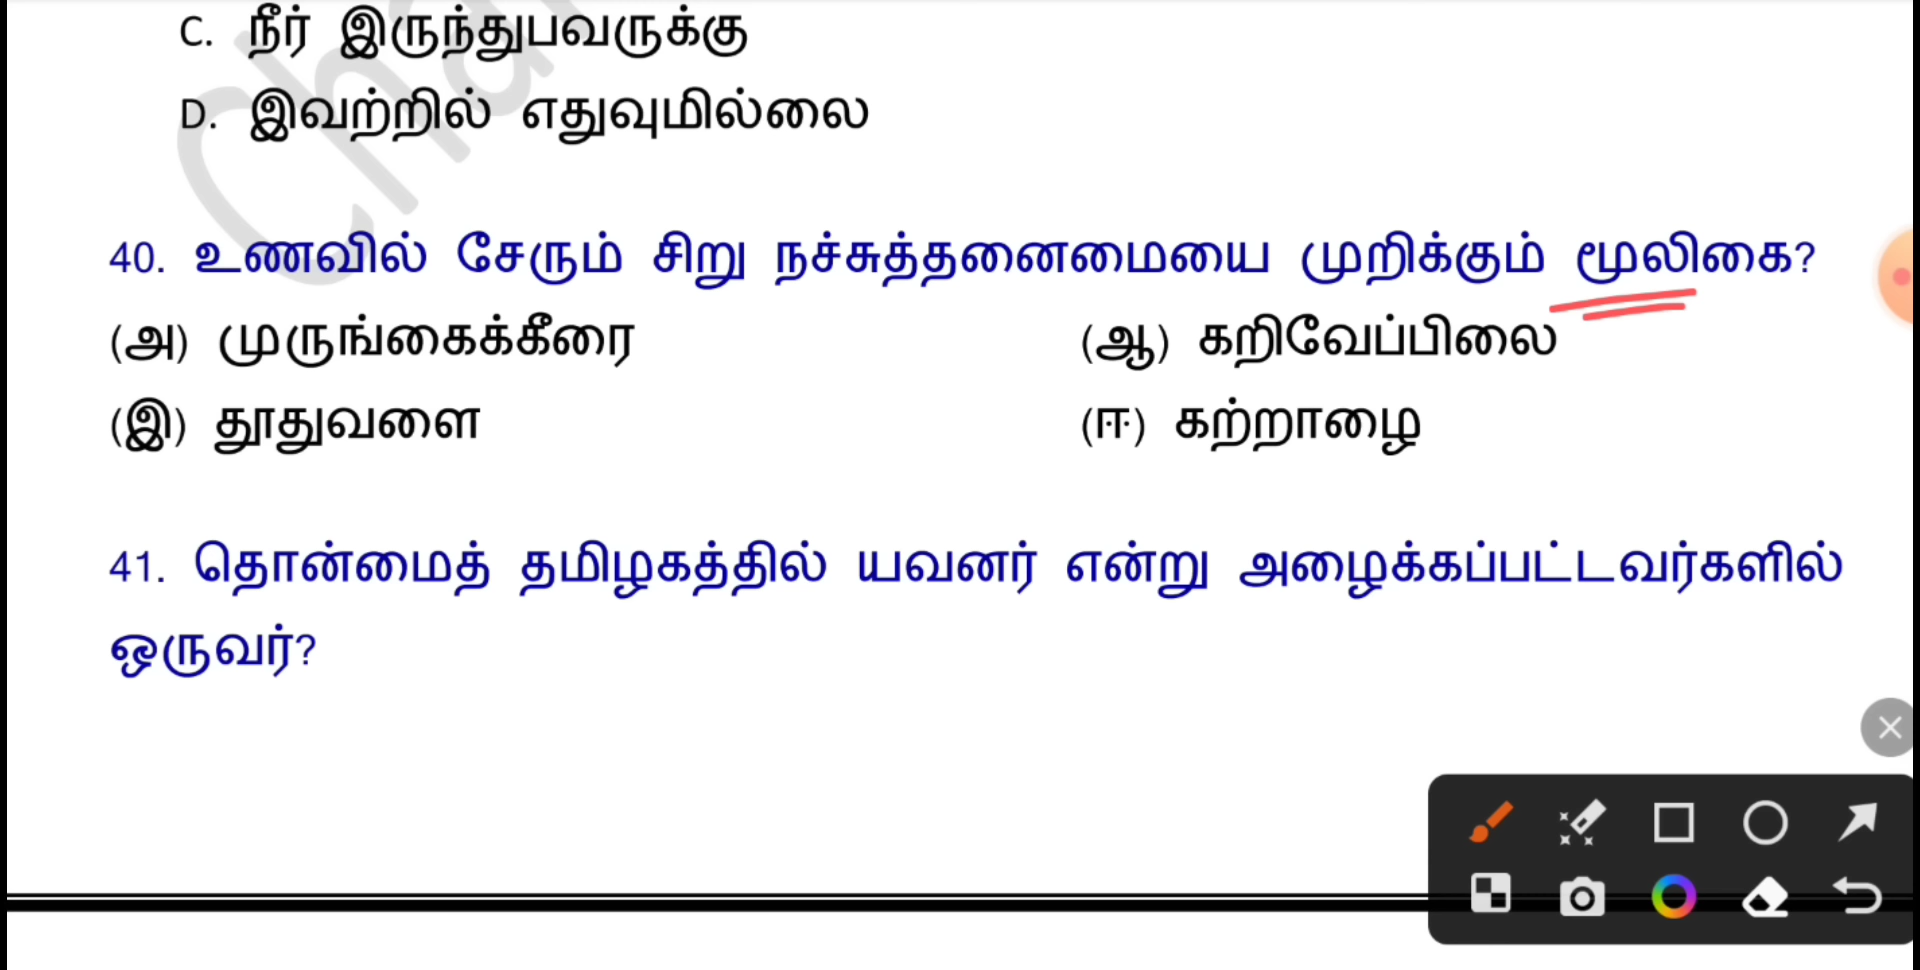 C. நீர் இருந்துபவருக்கு
D. இவற்றில் எதுவுமில்லை
40. உணவில் சேரும் சிறு நச்சுத்தனைமையை முறிக்கும் மூலிகை?
(அ) முருங்கைக்கீரை (ஆ) கறிவேப்பிலை
(இ) தூதுவளை (ஈ) கற்றாழை
41. தொன்மைத் தமிழகத்தில் யவனர் என்று அழைக்கப்பட்டவர்களில்
ஒருவர்?